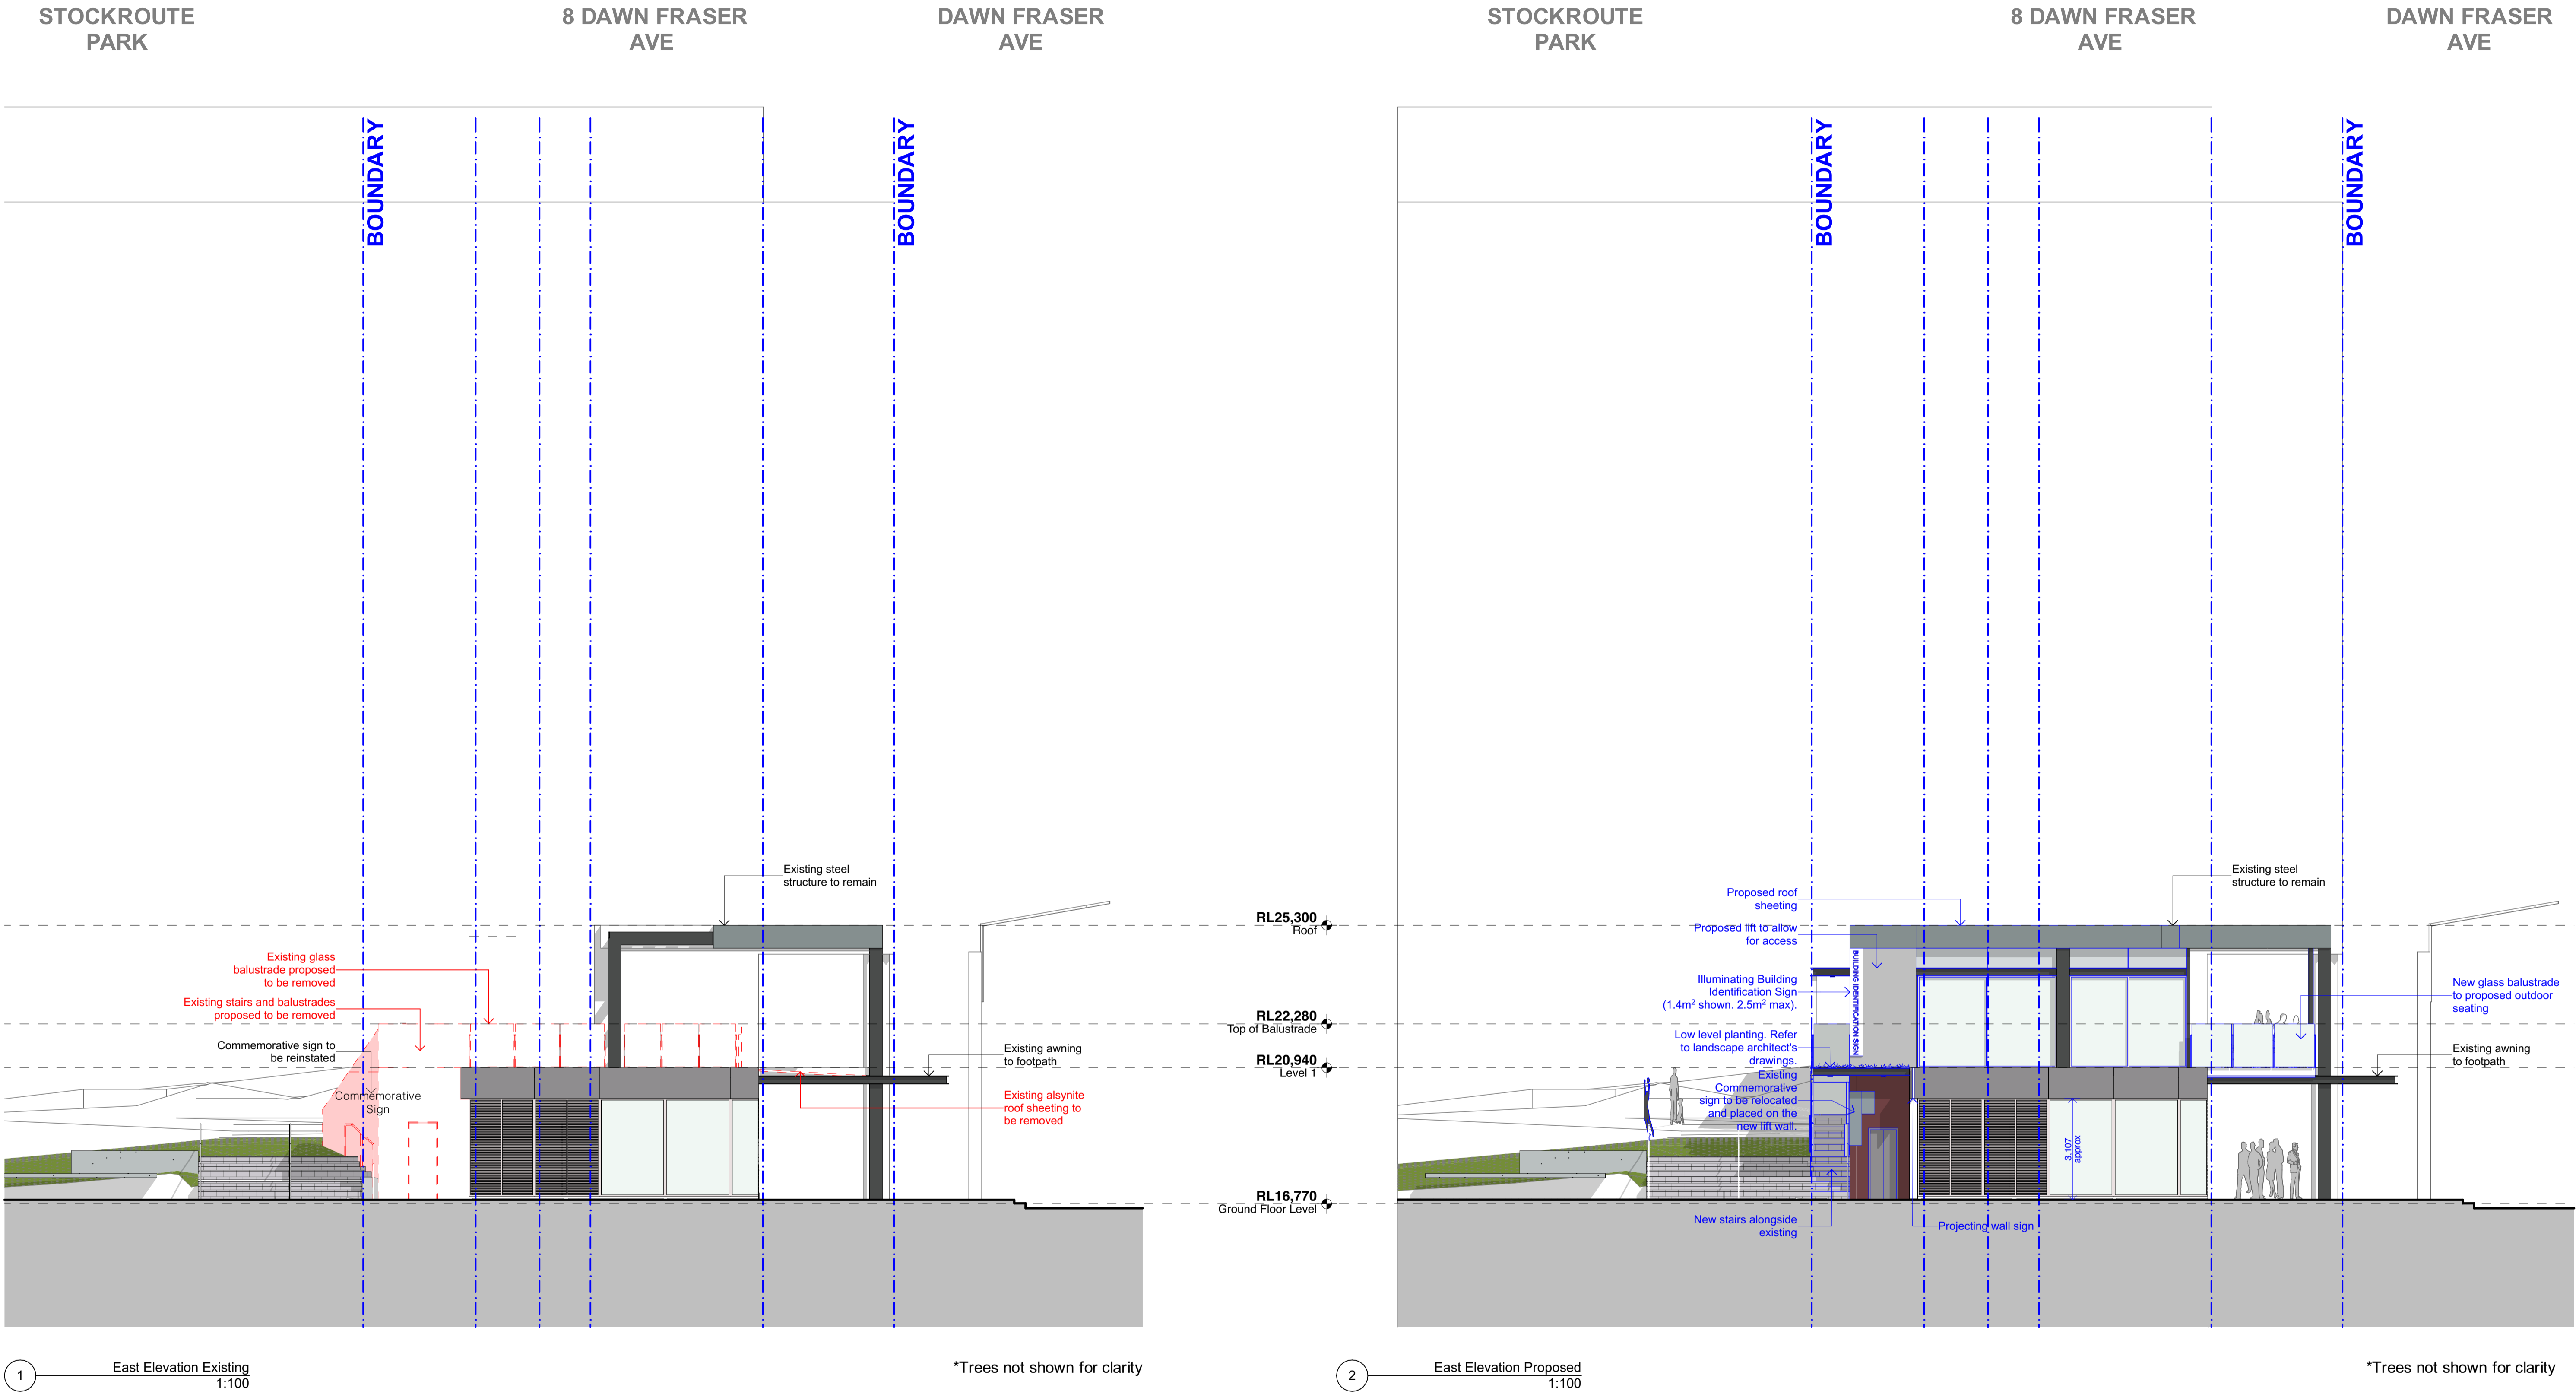 STOCKROUTE
PARK
8 DAWN FRASER
AVE
DAWN FRASER
AVE
BOUNDARY
BOUNDARY
Existing steel
structure to remain
Existing glass
balustrade proposed
to be removed
Existing stairs and balustrades
proposed to be removed
Commemorative sign to
be reinstated
Commemorative
Sign
Existing awning
to footpath
Existing alsynite
roof sheeting to
be removed
RL25,300
Roof
RL22,280
Top of Balustrade
RL20,940
Level 1
RL16,770
Ground Floor Level
1
East Elevation Existing
1:100
*Trees not shown for clarity
STOCKROUTE
PARK
8 DAWN FRASER
AVE
DAWN FRASER
AVE
BOUNDARY
BOUNDARY
Existing steel
structure to remain
Proposed roof
sheeting
Proposed lift to allow
for access
Illuminating Building
Identification Sign
(1.4m² shown. 2.5m² max).
BUILDING IDENTIFICATION SIGN
Low level planting. Refer
to landscape architect's
drawings.
Existing
Commemorative
sign to be relocated
and placed on the
new lift wall.
New glass balustrade
to proposed outdoor
seating
Existing awning
to footpath
3,107
approx
New stairs alongside
existing
Projecting wall sign
2
East Elevation Proposed
1:100
*Trees not shown for clarity